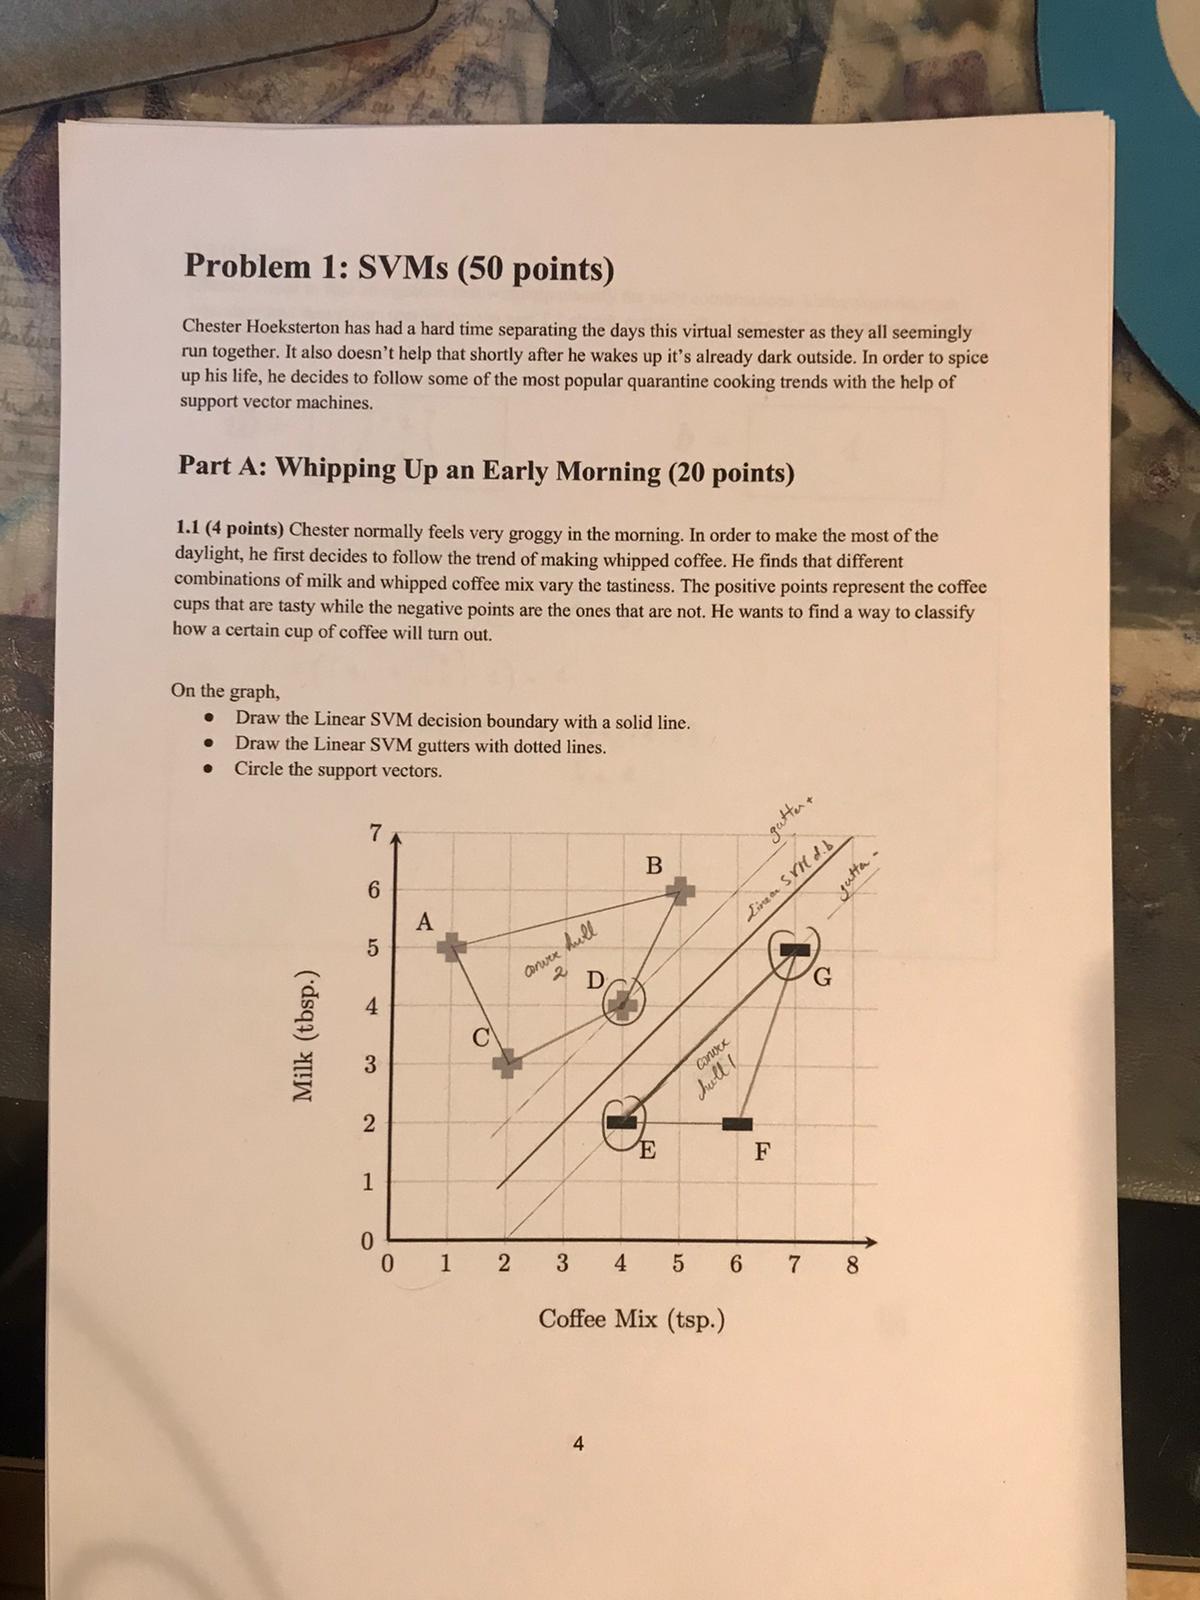 Problem 1: SVMs (50 points)
Chester Hoeksterton has had a hard time separating the days this virtual semester as they all seemingly
run together. It also doesn't help that shortly after he wakes up it's already dark outside. In order to spice
up his life, he decides to follow some of the most popular quarantine cooking trends with the help of
support vector machines.
Part A: Whipping Up an Early Morning (20 points)
1.1 (4 points) Chester normally feels very groggy in the morning. In order to make the most of the
daylight, he first decides to follow the trend of making whipped coffee. He finds that different
combinations of milk and whipped coffee mix vary the tastiness. The positive points represent the coffee
cups that are tasty while the negative points are the ones that are not. He wants to find a way to classify
how a certain cup of coffee will turn out.
On the graph,
● Draw the Linear SVM decision boundary with a solid line.
● Draw the Linear SVM gutters with dotted lines.
● Circle the support vectors.
gutter +
Linear SVM d.b
gutter -
7
6
5
4
3
2
1
0
Milk (tbsp.)
A
B
convex hull
2
D
C
G
convex
hull 1
E
F
0 1 2 3 4 5 6 7 8
Coffee Mix (tsp.)
4